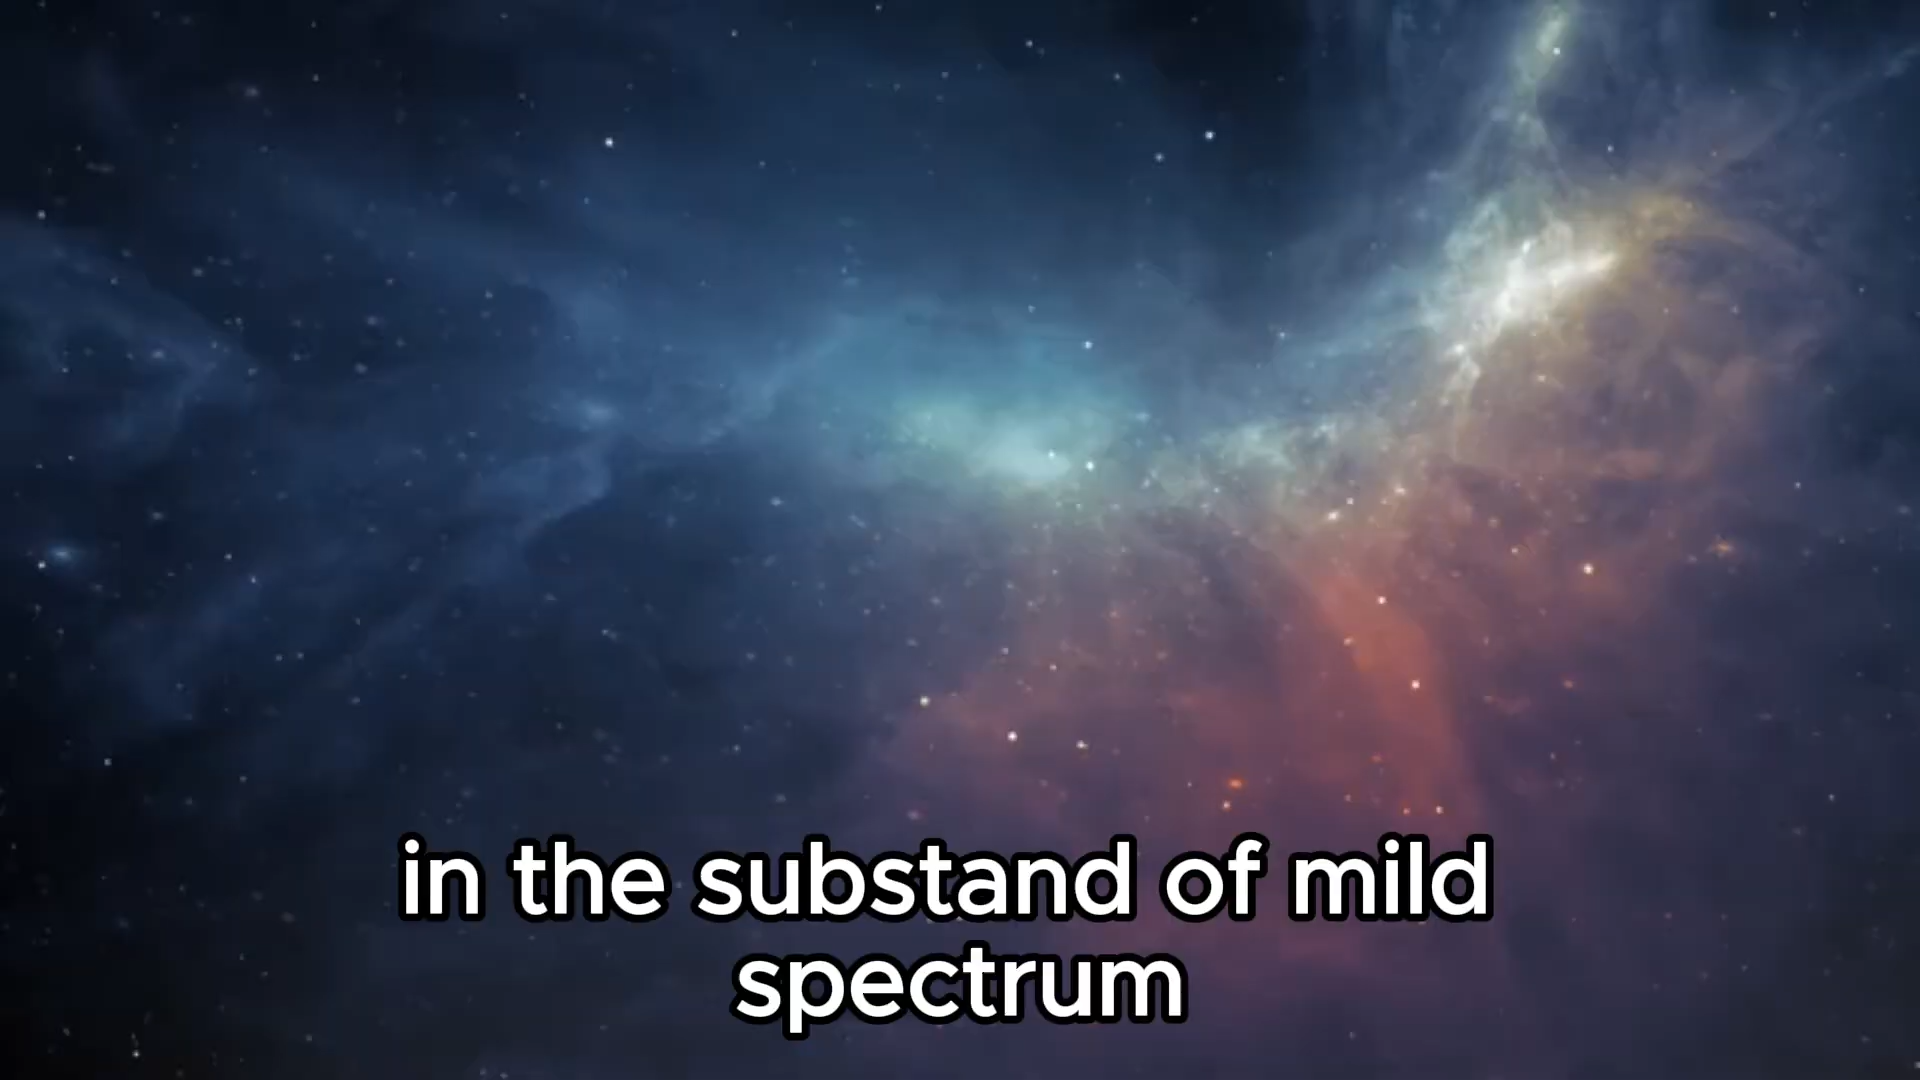 in the substand of mild
spectrum